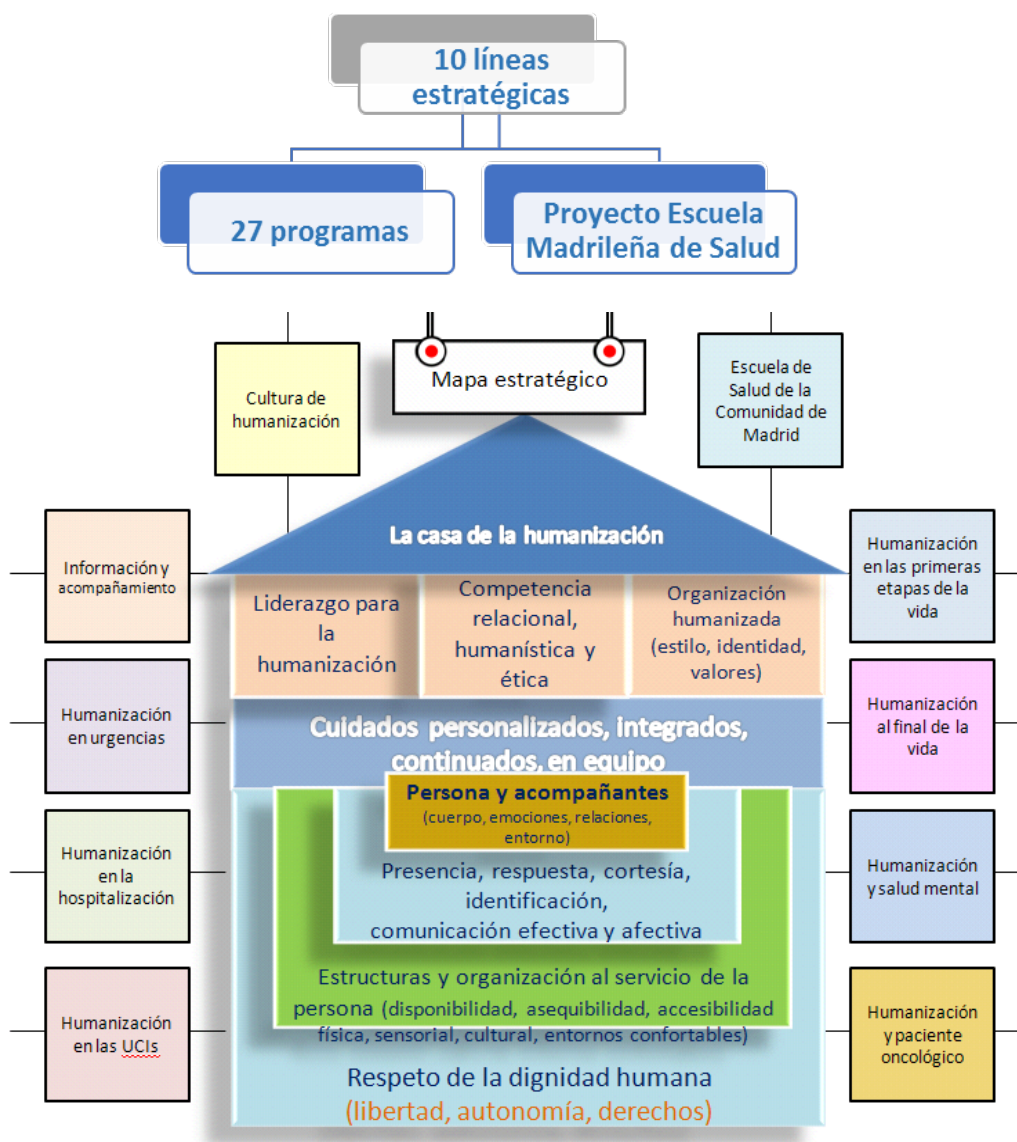 10 líneas
estratégicas
27 programas
Proyecto Escuela
Madrileña de Salud
Mapa estratégico
Cultura de
humanización
Escuela de
Salud de la
Comunidad de
Madrid
La casa de la humanización
Información y
acompañamiento
Liderazgo para
la
humanización
Competencia
relacional,
humanística y
ética
Organización
humanizada
(estilo, identidad,
valores)
Humanización
en las primeras
etapas de la
vida
Humanización
en urgencias
Cuidados personalizados, integrados,
continuados, en equipo
Humanización
al final de la
vida
Persona y acompañantes
(cuerpo, emociones, relaciones,
entorno)
Humanización
en la
hospitalización
Presencia, respuesta, cortesía,
identificación,
comunicación efectiva y afectiva
Humanización
y salud mental
Estructuras y organización al servicio de la
persona (disponibilidad, asequibilidad, accesibilidad
física, sensorial, cultural, entornos confortables)
Humanización
en las UCIs
Humanización
y paciente
oncológico
Respeto de la dignidad humana
(libertad, autonomía, derechos)